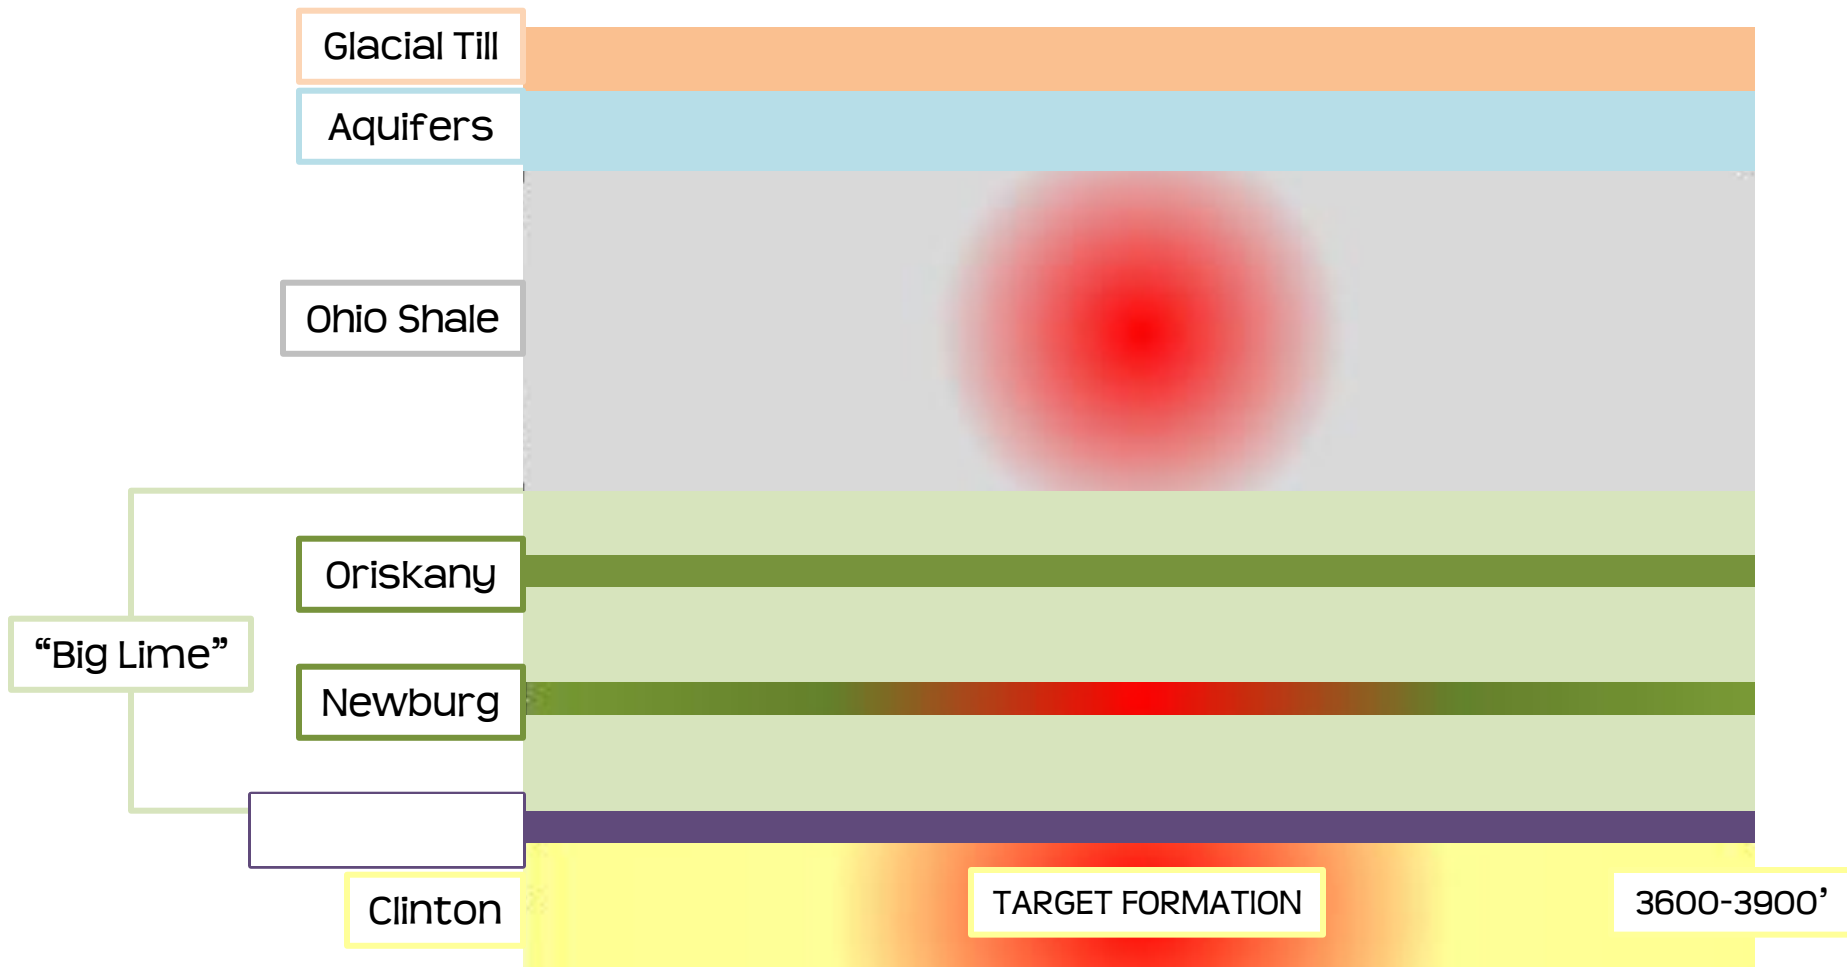 Glacial Till
Aquifers
Ohio Shale
Oriskany
“Big Lime”
Newburg
Clinton
TARGET FORMATION
3600-3900’